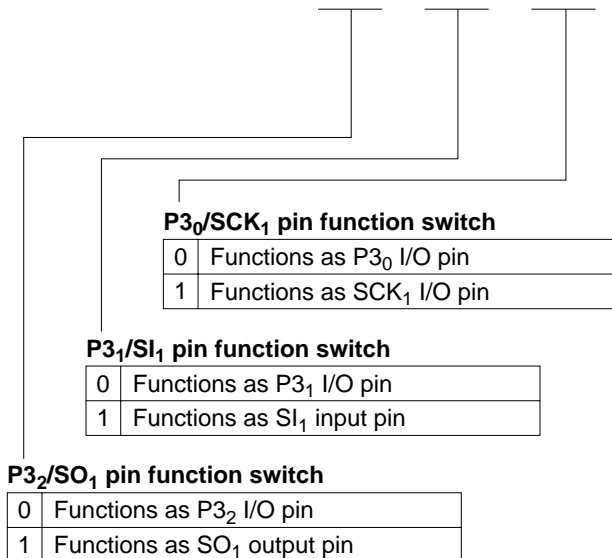 P3₀/SCK₁ pin function switch
0 Functions as P3₀ I/O pin
1 Functions as SCK₁ I/O pin
P3₁/SI₁ pin function switch
0 Functions as P3₁ I/O pin
1 Functions as SI₁ input pin
P3₂/SO₁ pin function switch
0 Functions as P3₂ I/O pin
1 Functions as SO₁ output pin